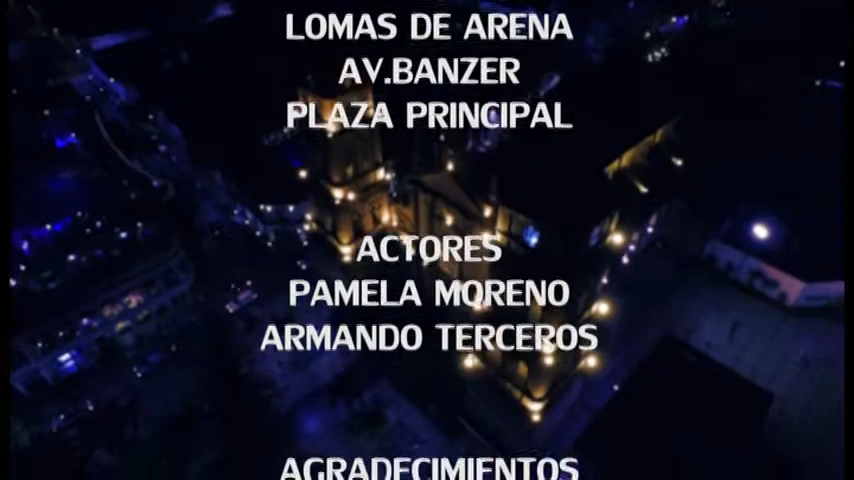 LOMAS DE ARENA
AV.BANZER
PLAZA PRINCIPAL
ACTORES
PAMELA MORENO
ARMANDO TERCEROS
AGRADECIMIENTOS